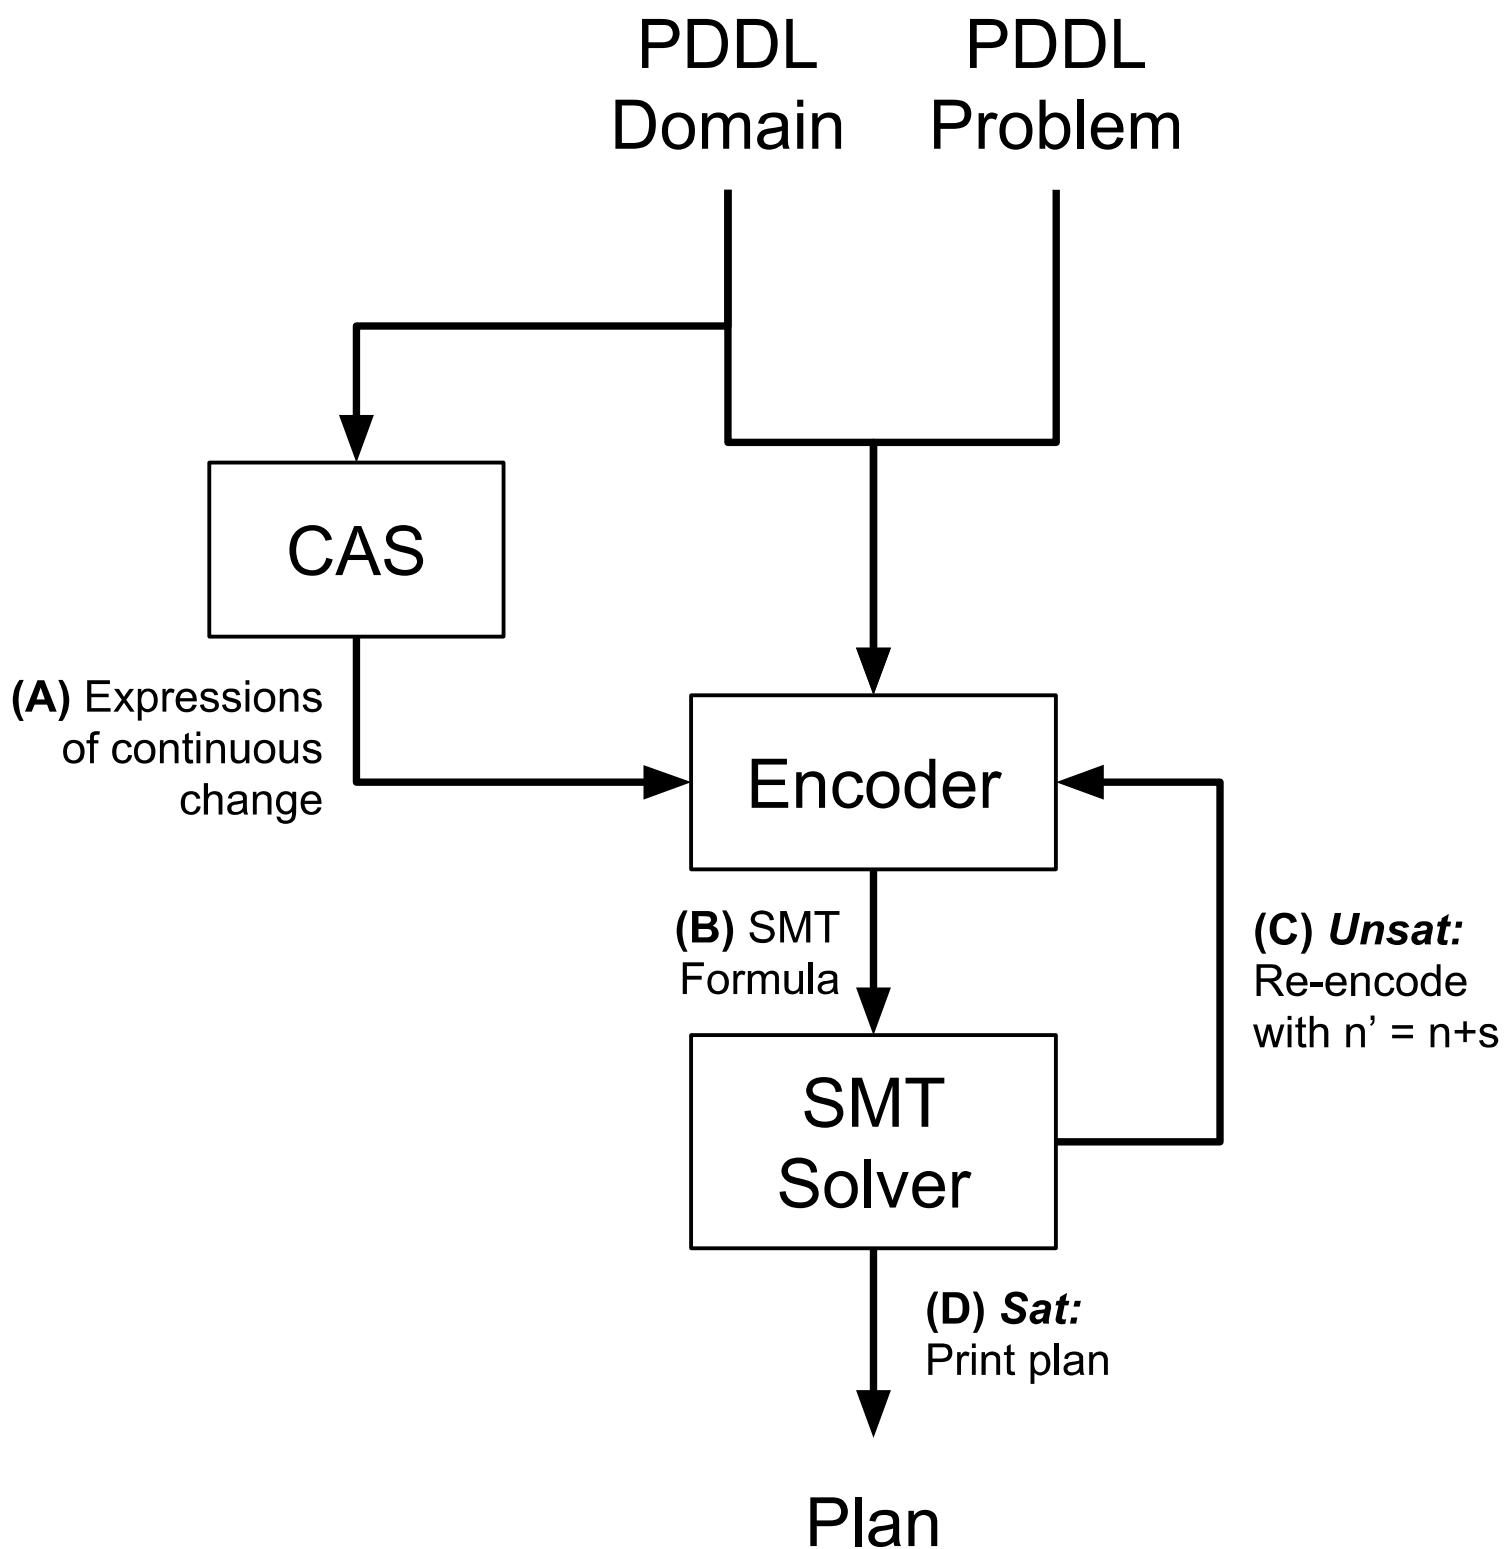 PDDL
Domain
PDDL
Problem
CAS
(A) Expressions
of continuous
change
Encoder
(B) SMT
Formula
(C) Unsat:
Re-encode
with n’ = n+s
SMT
Solver
(D) Sat:
Print plan
Plan